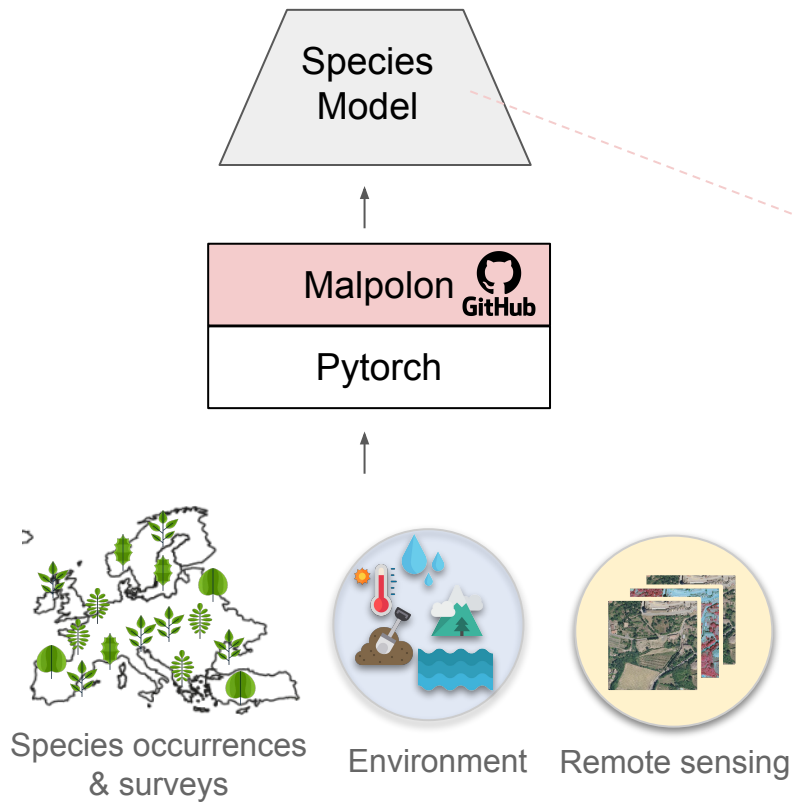 Species
Model
Malpolon
GitHub
Pytorch
Species occurrences
& surveys
Environment
Remote sensing